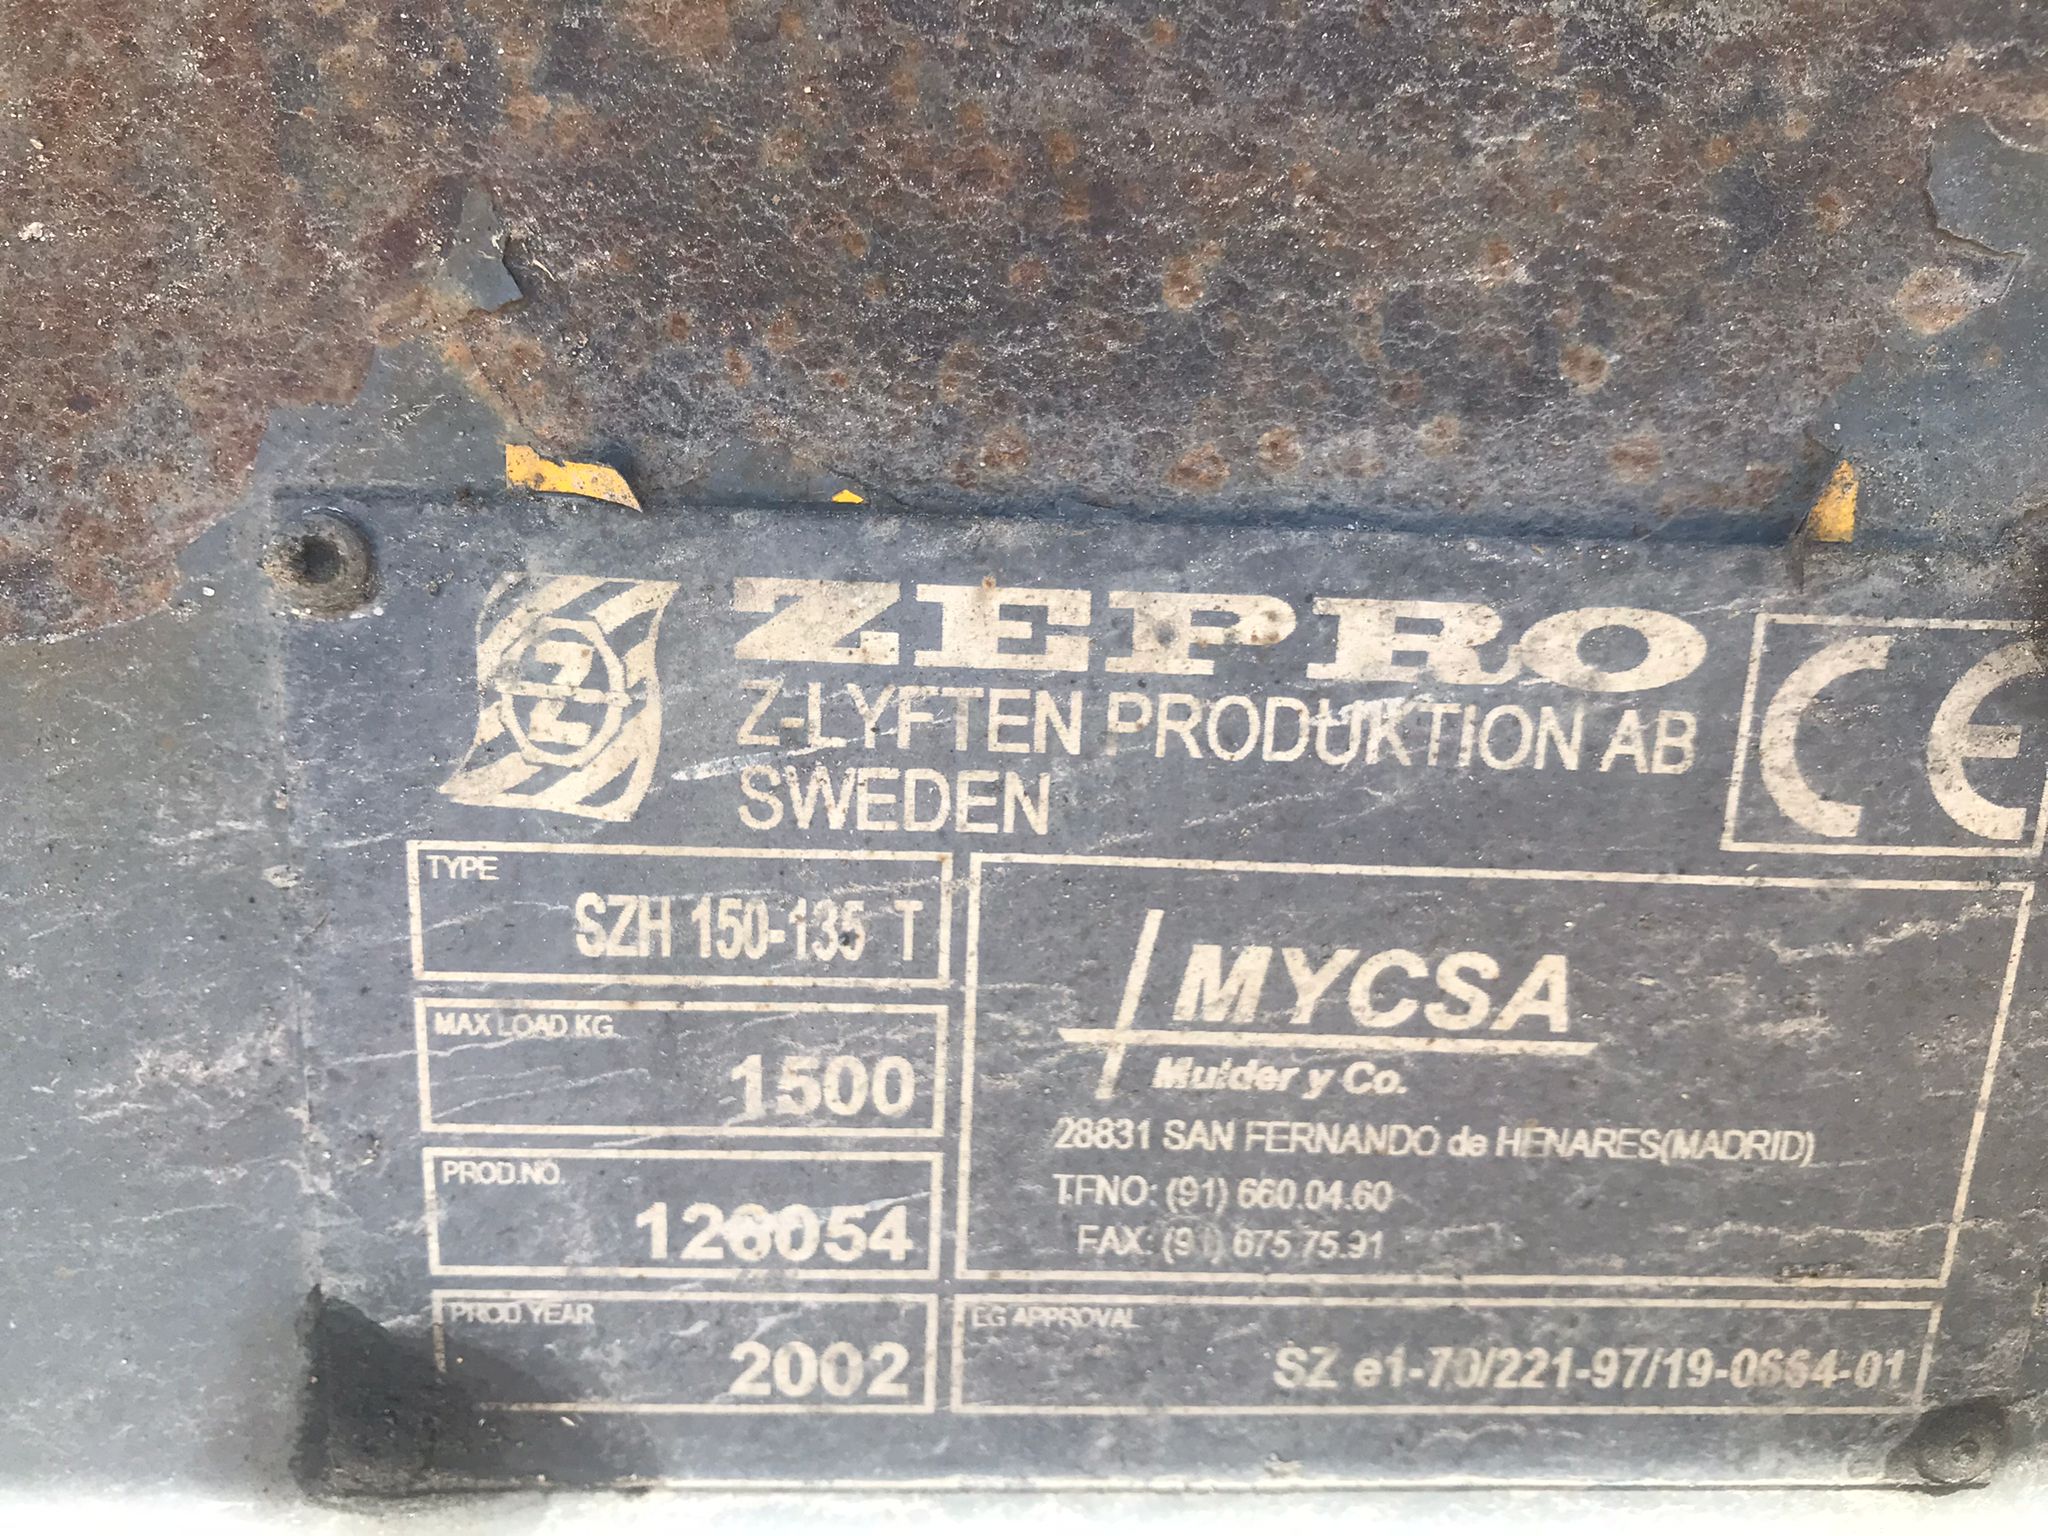 Z
ZEPRO
Z-LYFTEN PRODUKTION AB
SWEDEN
CE
TYPE
SZH 150-135 T
MAX LOAD KG.
1500
PROD.NO.
126054
PROD.YEAR
2002
MYCSA
Mulder y Co.
28831 SAN FERNANDO de HENARES(MADRID)
TFNO: (91) 660.04.60
FAX: (91) 675 75.91
EG APPROVAL
SZ e1-70/221-97/19-0664-01